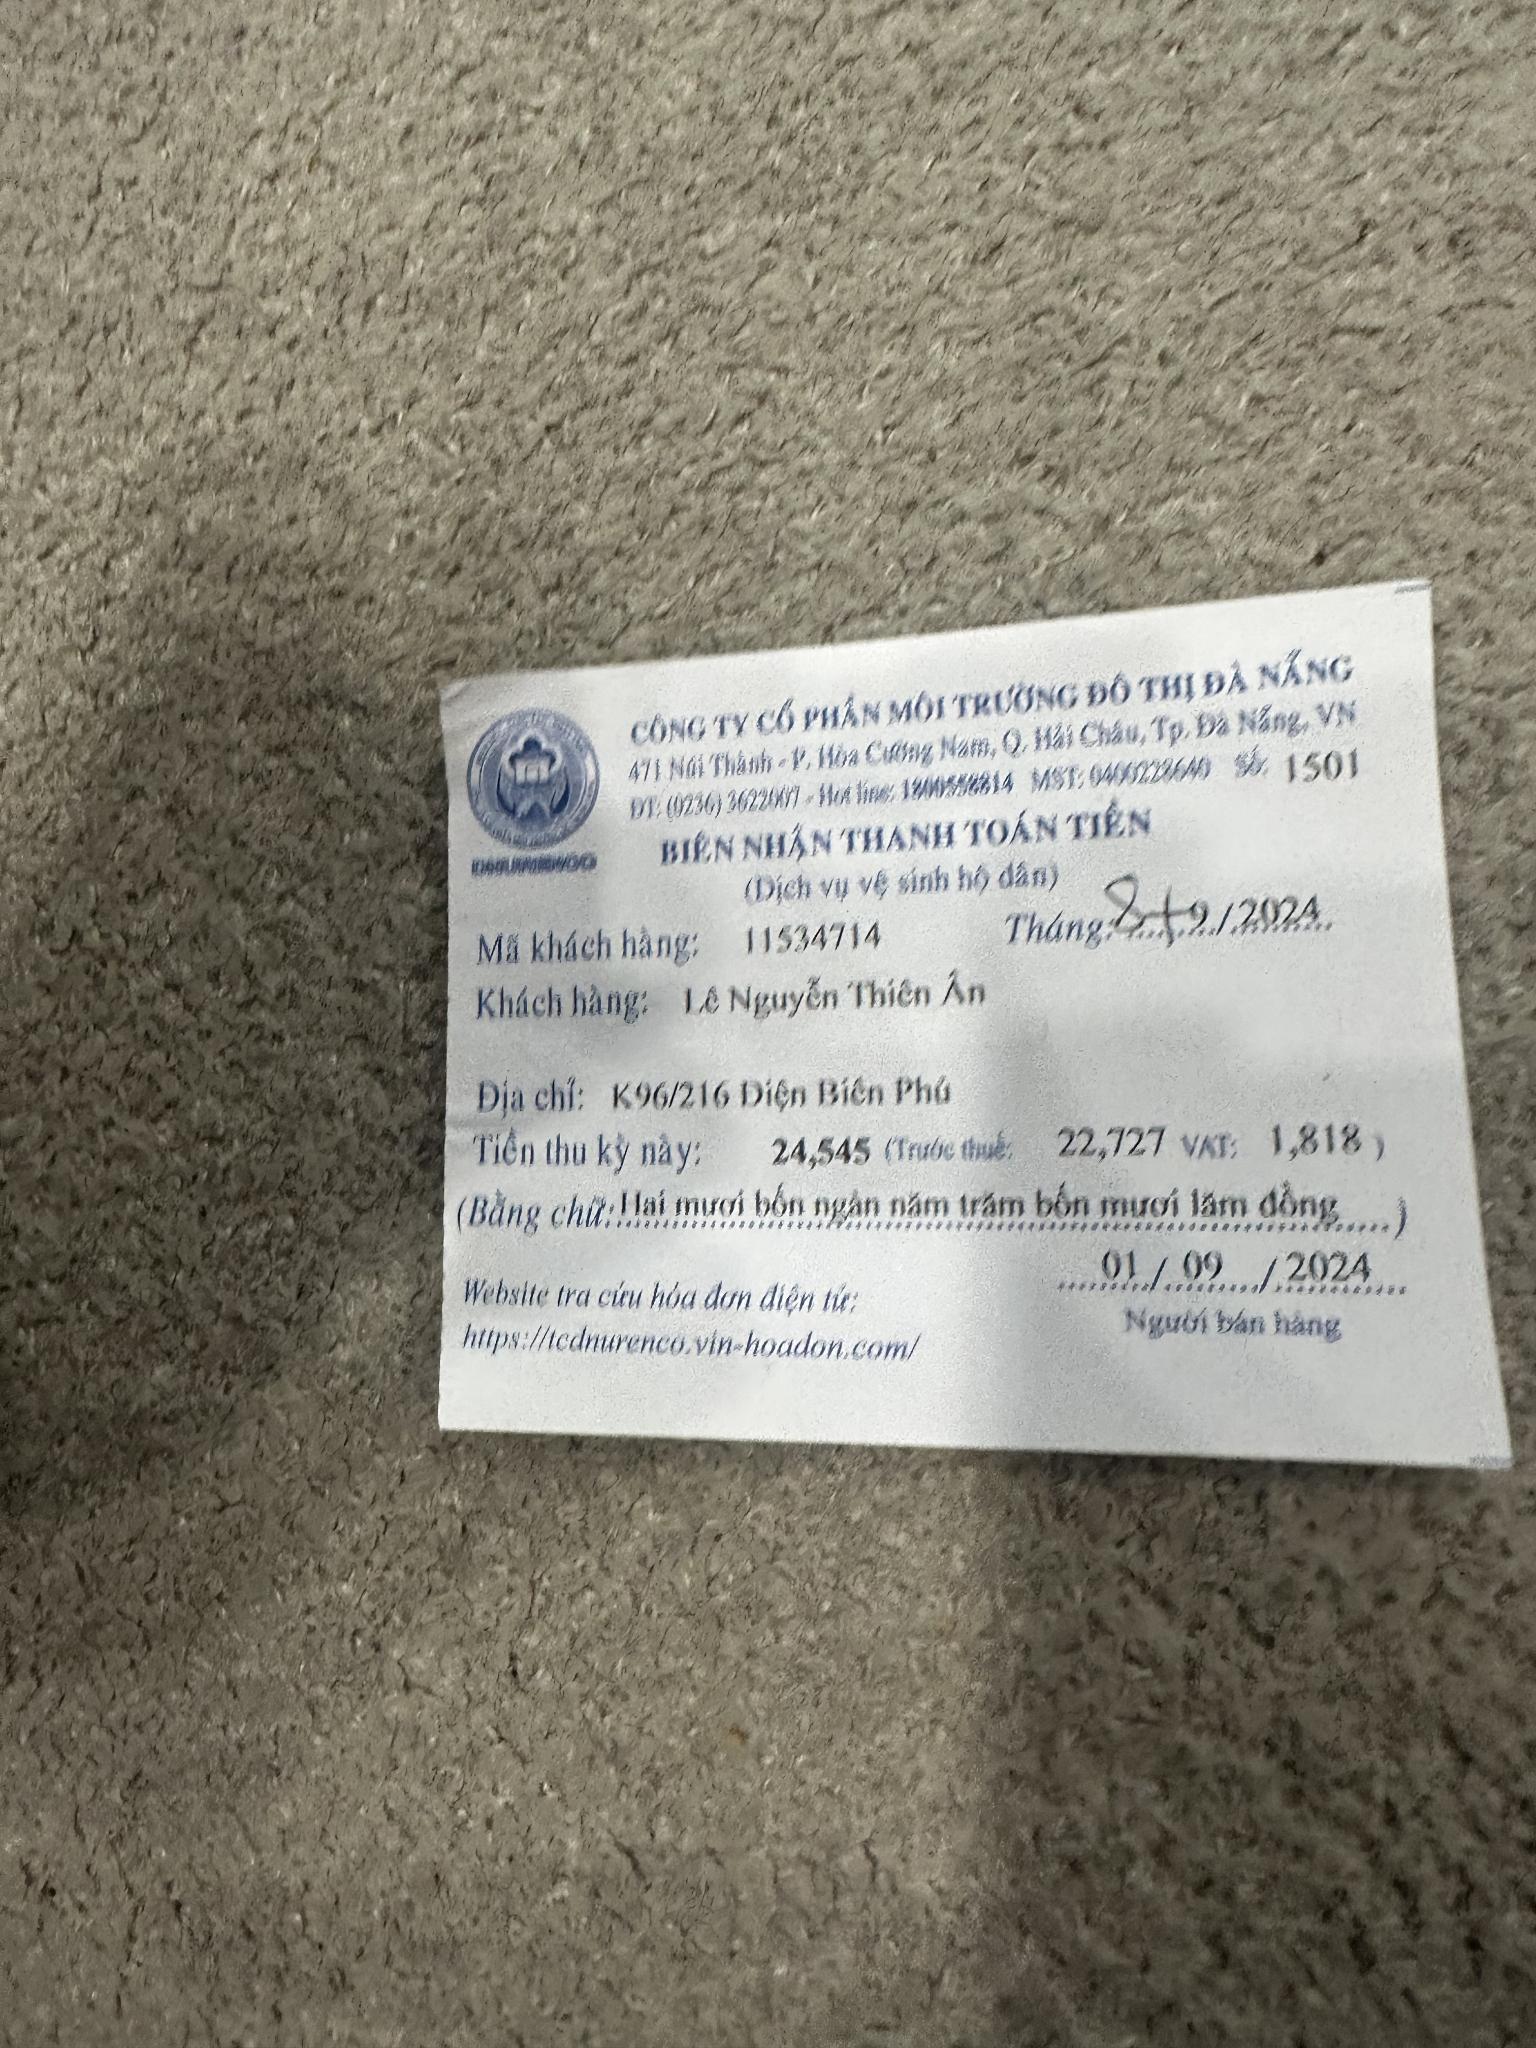 CÔNG TY CỔ PHẦN MÔI TRƯỜNG ĐÔ THỊ ĐÀ NẴNG
471 Núi Thành - P. Hòa Cường Nam, Q. Hải Châu, Tp. Đà Nẵng, VN
ĐT: (0236) 3622007 - Hot line: 1800558814 MST: 0400228640 Số: 1501
BIÊN NHẬN THANH TOÁN TIỀN
(Dịch vụ vệ sinh hộ dân)
Mã khách hàng: 11534714 Tháng: 8+9/2024
Khách hàng: Lê Nguyễn Thiên Ân
Địa chỉ: K96/216 Điện Biên Phủ
Tiền thu kỳ này: 24,545 (Trước thuế: 22,727 VAT: 1,818 )
(Bằng chữ: Hai mươi bốn ngàn năm trăm bốn mươi lăm đồng )
01 / 09 / 2024
Website tra cứu hóa đơn điện tử:
Người bán hàng
https://tcdnurenco.vin-hoadon.com/